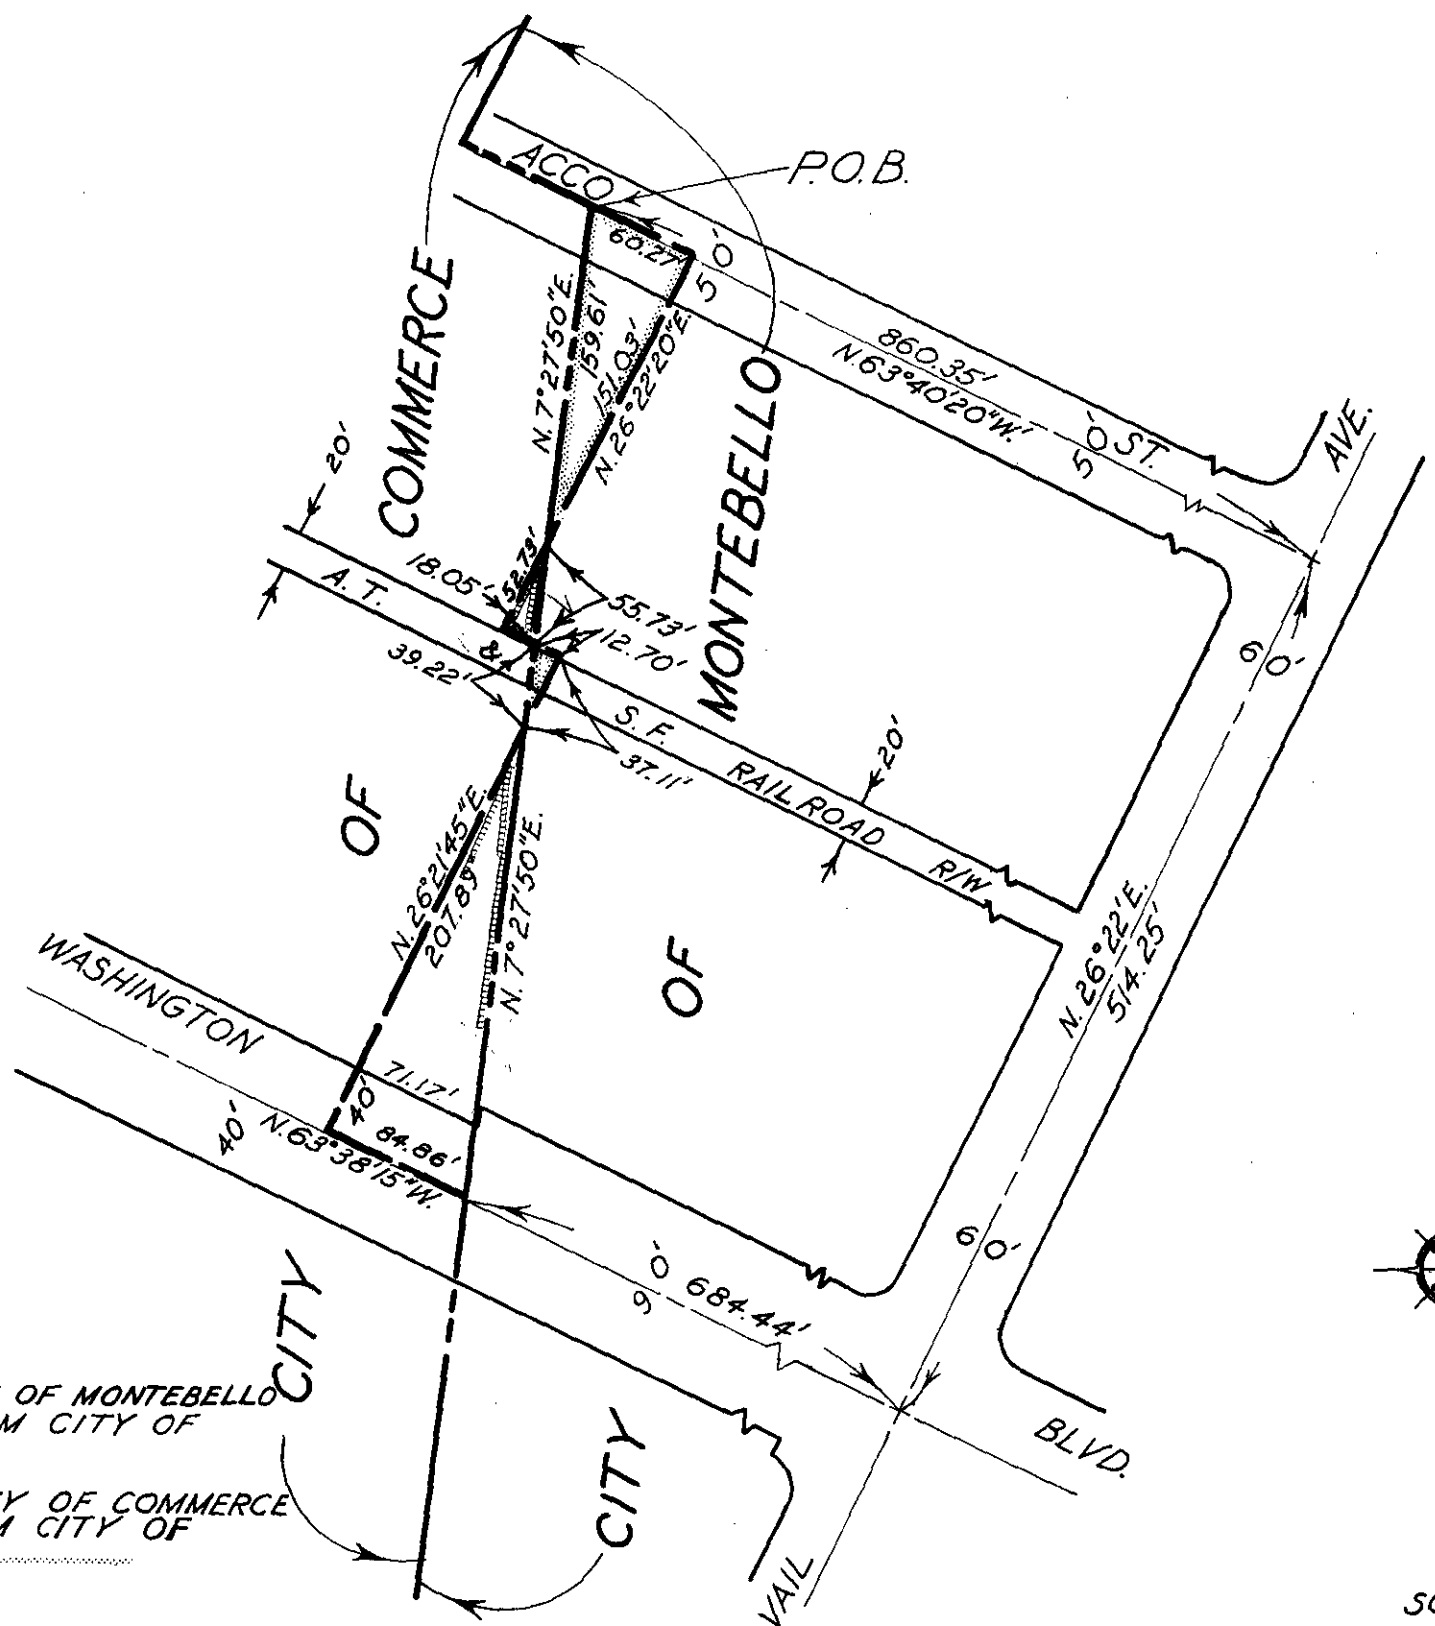 P.O.B.
ACCO
ST.
60.27'
50'
N. 7°27'50"E.
159.61'
151.03'
N. 26°22'20"E.
860.35'
N.63°40'20"W.
50'
AVE.
CITY OF COMMERCE
CITY OF MONTEBELLO
20'
18.05'
52.79'
55.73'
12.70'
39.22'
37.11'
A. T. & S. F. RAILROAD R/W
20'
60'
N. 26°21'45"E.
207.89'
N. 7°27'50"E.
N. 26°22'E.
514.25'
WASHINGTON
71.17'
40'
84.86'
40'
N.63°38'15"W.
60'
90'
684.44'
BLVD.
VAIL
OF MONTEBELLO
M CITY OF
Y OF COMMERCE
M CITY OF